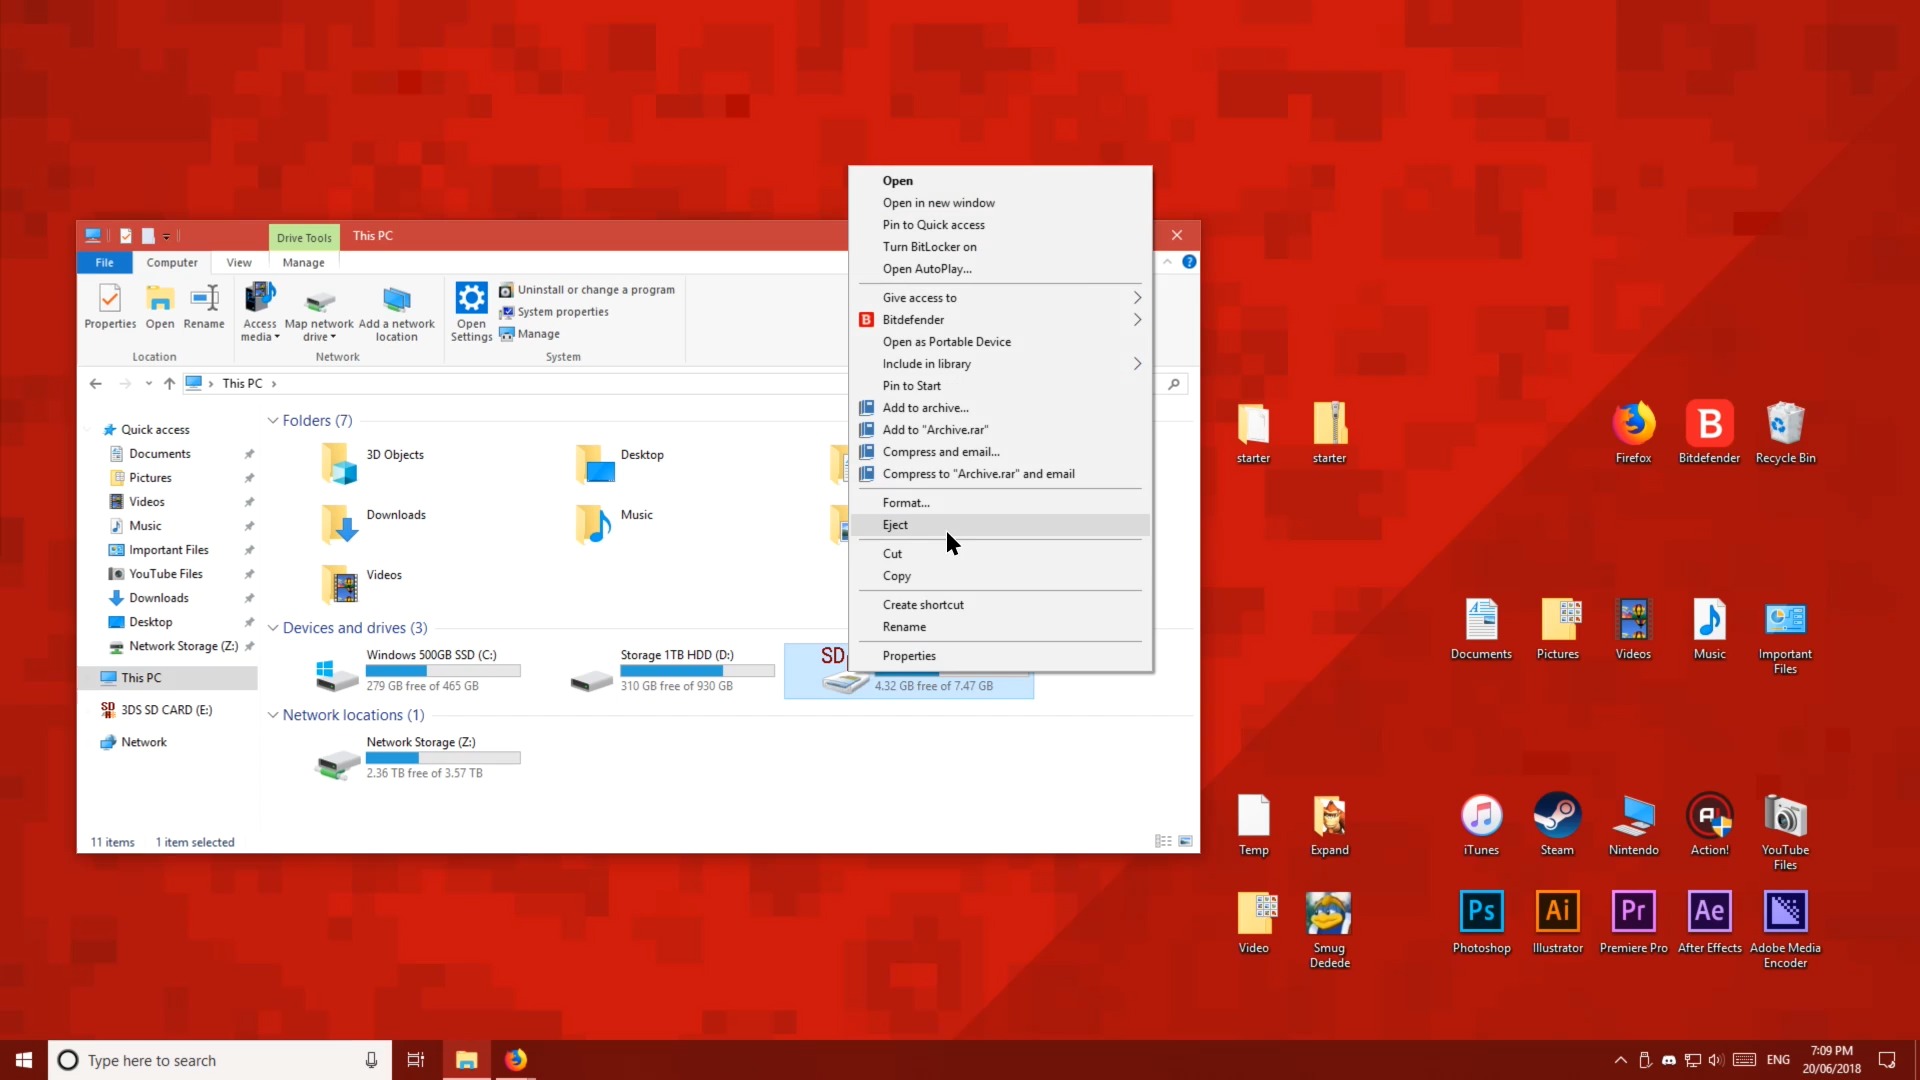 Drive Tools
This PC
File
Computer
View
Manage
Properties
Open
Rename
Access
media
Map network
drive
Add a network
location
Open
Settings
Uninstall or change a program
System properties
Manage
Location
Network
System
This PC
Quick access
Documents
Pictures
Videos
Music
Important Files
YouTube Files
Downloads
Desktop
Network Storage (Z:)
This PC
3DS SD CARD (E:)
Network
Folders (7)
3D Objects
Desktop
Downloads
Music
Videos
Devices and drives (3)
Windows 500GB SSD (C:)
279 GB free of 465 GB
Storage 1TB HDD (D:)
310 GB free of 930 GB
SD
4.32 GB free of 7.47 GB
Network locations (1)
Network Storage (Z:)
2.36 TB free of 3.57 TB
11 items
1 item selected
Open
Open in new window
Pin to Quick access
Turn BitLocker on
Open AutoPlay...
Give access to
B Bitdefender
Open as Portable Device
Include in library
Pin to Start
Add to archive...
Add to "Archive.rar"
Compress and email...
Compress to "Archive.rar" and email
Format...
Eject
Cut
Copy
Create shortcut
Rename
Properties
starter
starter
Firefox
B
Bitdefender
Recycle Bin
Documents
Pictures
Videos
Music
Important
Files
Temp
Expand
iTunes
Steam
Nintendo
Action!
YouTube
Files
Video
Smug
Dedede
Ps
Photoshop
Ai
Illustrator
Pr
Premiere Pro
Ae
After Effects
Adobe Media
Encoder
Type here to search
ENG
7:09 PM
20/06/2018